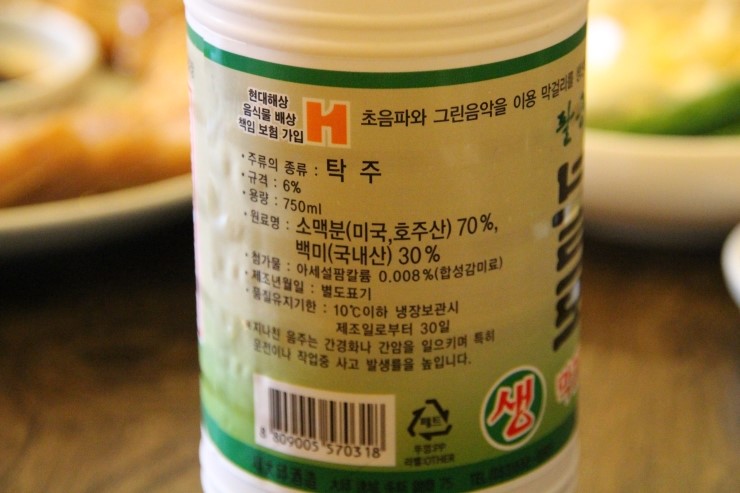 현대해상
음식물 배상
책임 보험 가입
H
초음파와 그린음악을 이용 막걸리를
• 주류의 종류 : 탁 주
• 규격 : 6%
• 용량 : 750ml
• 원료명 : 소맥분(미국,호주산) 70%,
백미(국내산) 30%
• 첨가물 : 아세설팜칼륨 0.008%(합성감미료)
• 제조년월일 : 별도표기
• 품질유지기한 : 10℃이하 냉장보관시
제조일로부터 30일
지나친 음주는 간경화나 간암을 일으키며 특히
운전이나 작업중 사고 발생률을 높입니다.
8 809005 570318
페트
뚜껑:PP
라벨:OTHER
생